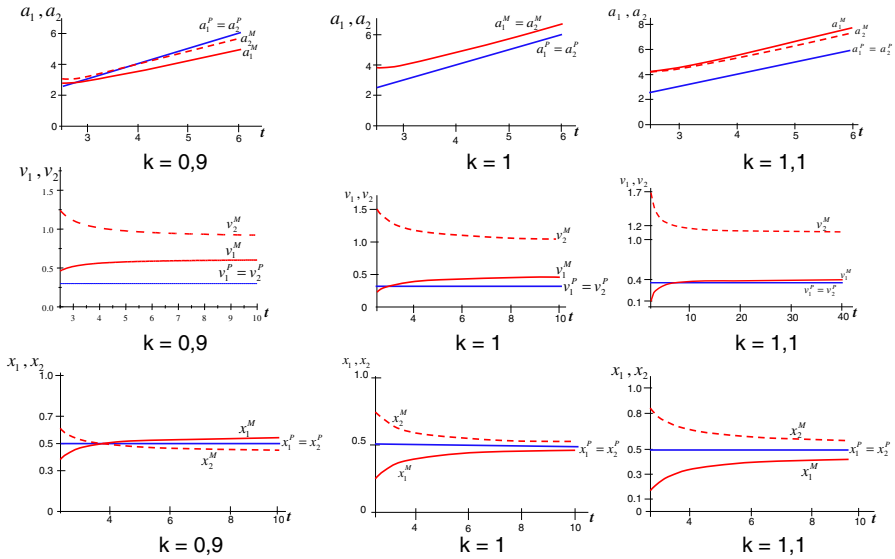 a₁, a₂
6
4
2
0
3
4
5
6
t
a₁ᴾ = a₂ᴾ
a₂ᴹ
a₁ᴹ
k = 0,9
a₁, a₂
6
4
2
0
3
4
5
6
t
a₁ᴹ = a₂ᴹ
a₁ᴾ = a₂ᴾ
k = 1
a₁, a₂
8
6
4
2
0
3
4
5
6
t
a₁ᴹ
a₂ᴹ
a₁ᴾ = a₂ᴾ
k = 1,1
v₁, v₂
1.5
1.0
0.5
0.0
3
4
5
6
7
8
9
10
t
v₂ᴹ
v₁ᴹ
v₁ᴾ = v₂ᴾ
k = 0,9
v₁, v₂
1.5
1.0
0.5
0
4
6
8
10
t
v₂ᴹ
v₁ᴹ
v₁ᴾ = v₂ᴾ
k = 1
v₁, v₂
1.7
1.2
1.0
0.4
0.1
10
20
30
40
t
v₂ᴹ
v₁ᴹ
v₁ᴾ = v₂ᴾ
k = 1,1
x₁, x₂
1.0
0.7
0.5
0.3
4
6
8
10
t
x₁ᴹ
x₁ᴾ = x₂ᴾ
x₂ᴹ
k = 0,9
x₁, x₂
1.0
0.5
0
4
6
8
10
t
x₂ᴹ
x₁ᴾ = x₂ᴾ
x₁ᴹ
k = 1
x₁, x₂
1.0
0.8
0.5
0.1
0
4
6
8
10
t
x₂ᴹ
x₁ᴾ = x₂ᴾ
x₁ᴹ
k = 1,1